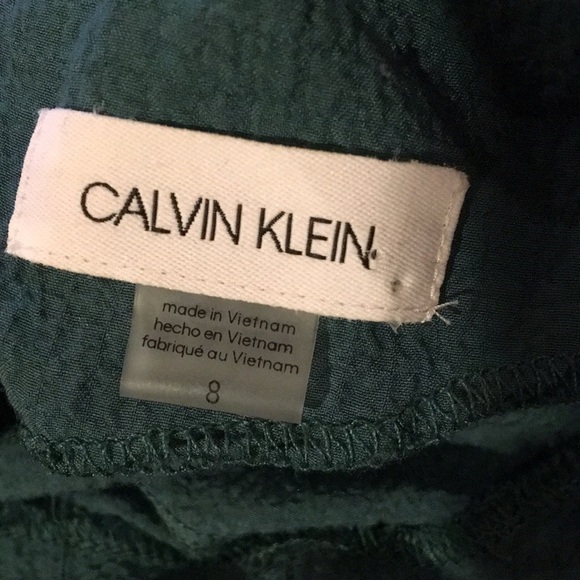 CALVIN KLEIN
made in Vietnam
hecho en Vietnam
fabriqué au Vietnam
8